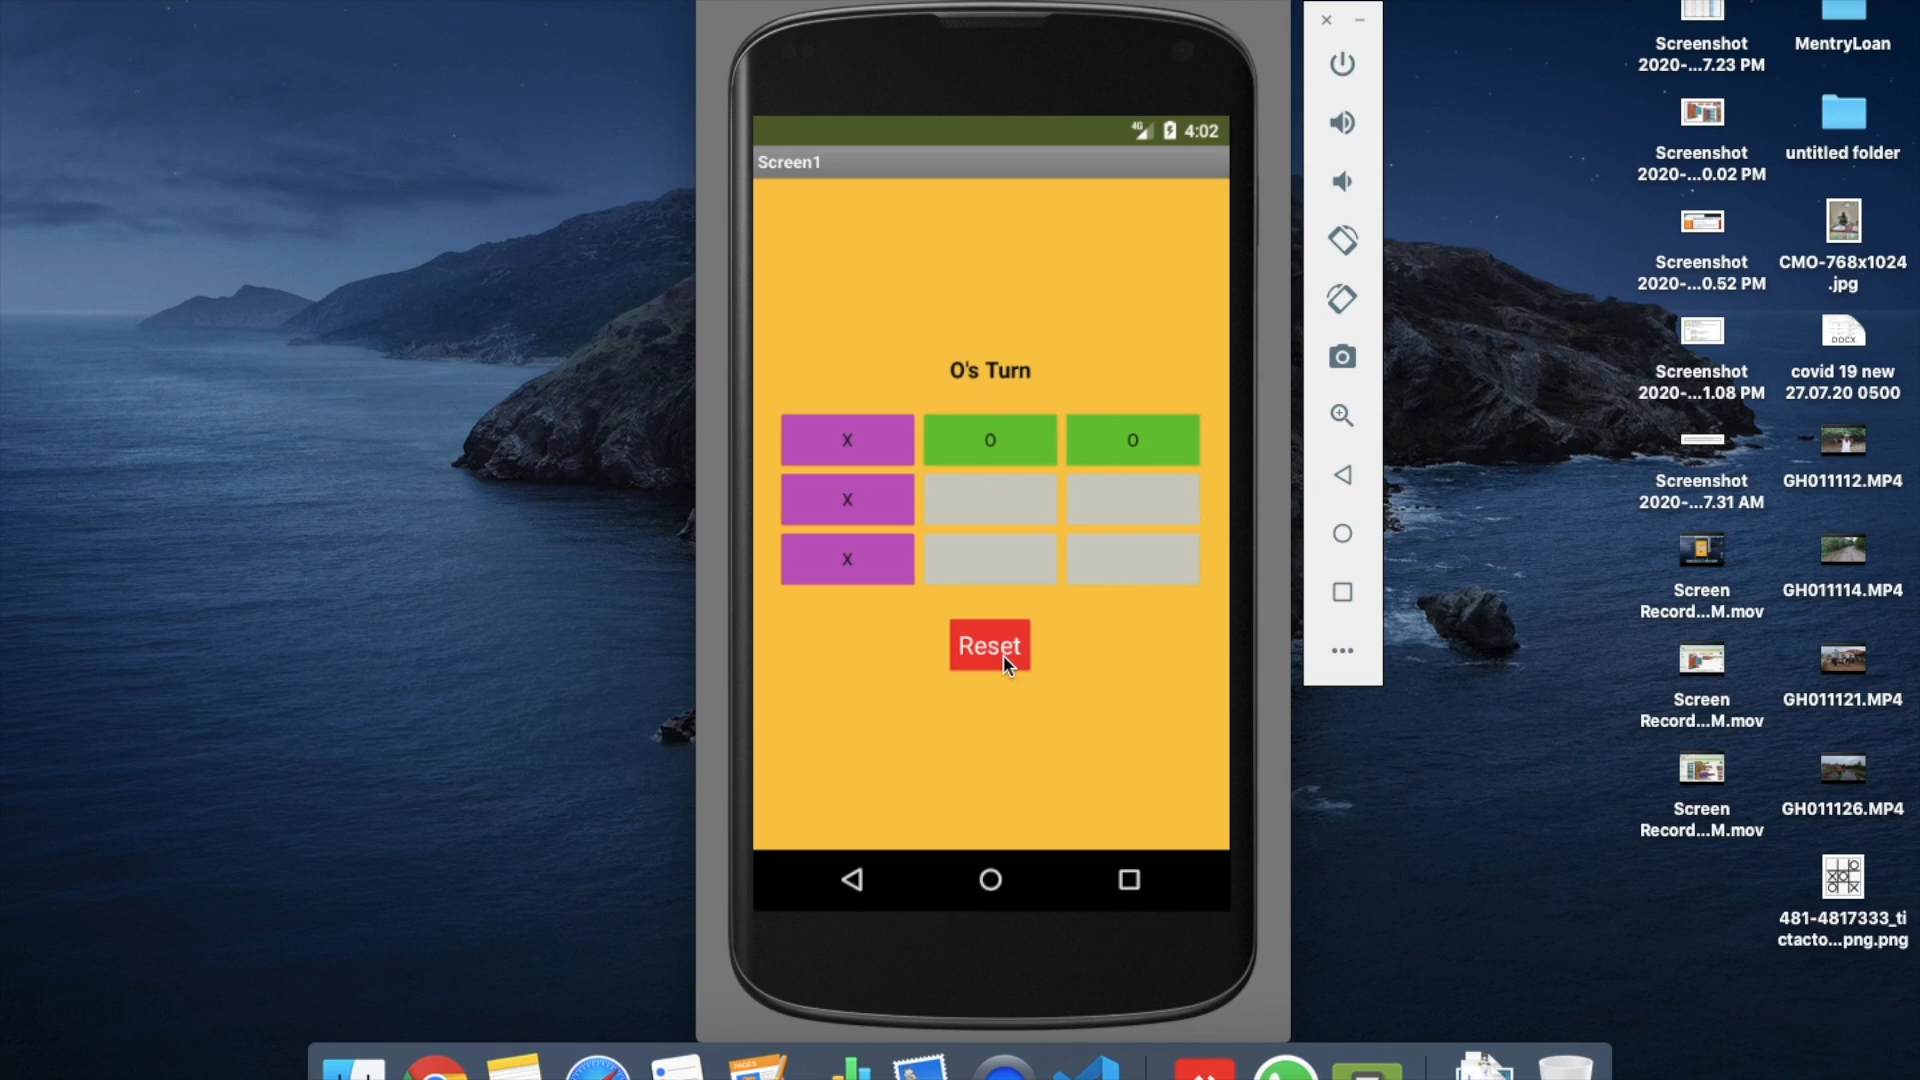 4G 4:02
Screen1
O's Turn
X O O
X
X
Reset
Screenshot
2020-...7.23 PM
MentryLoan
Screenshot
2020-...0.02 PM
untitled folder
Screenshot
2020-...0.52 PM
CMO-768x1024
.jpg
Screenshot
2020-...1.08 PM
DOCX
covid 19 new
27.07.20 0500
Screenshot
2020-...7.31 AM
GH011112.MP4
Screen
Record...M.mov
GH011114.MP4
Screen
Record...M.mov
GH011121.MP4
Screen
Record...M.mov
GH011126.MP4
481-4817333_ti
ctacto...png.png
PAGES